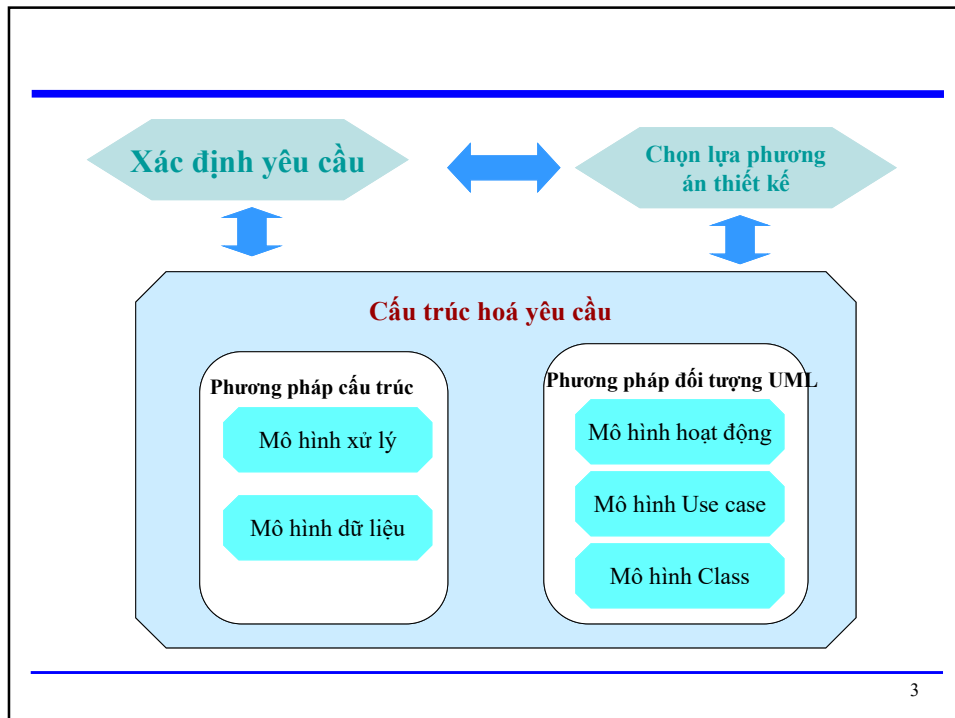 Xác định yêu cầu
Chọn lựa phương
án thiết kế
Cấu trúc hoá yêu cầu
Phương pháp cấu trúc
Mô hình xử lý
Mô hình dữ liệu
Phương pháp đối tượng UML
Mô hình hoạt động
Mô hình Use case
Mô hình Class
3